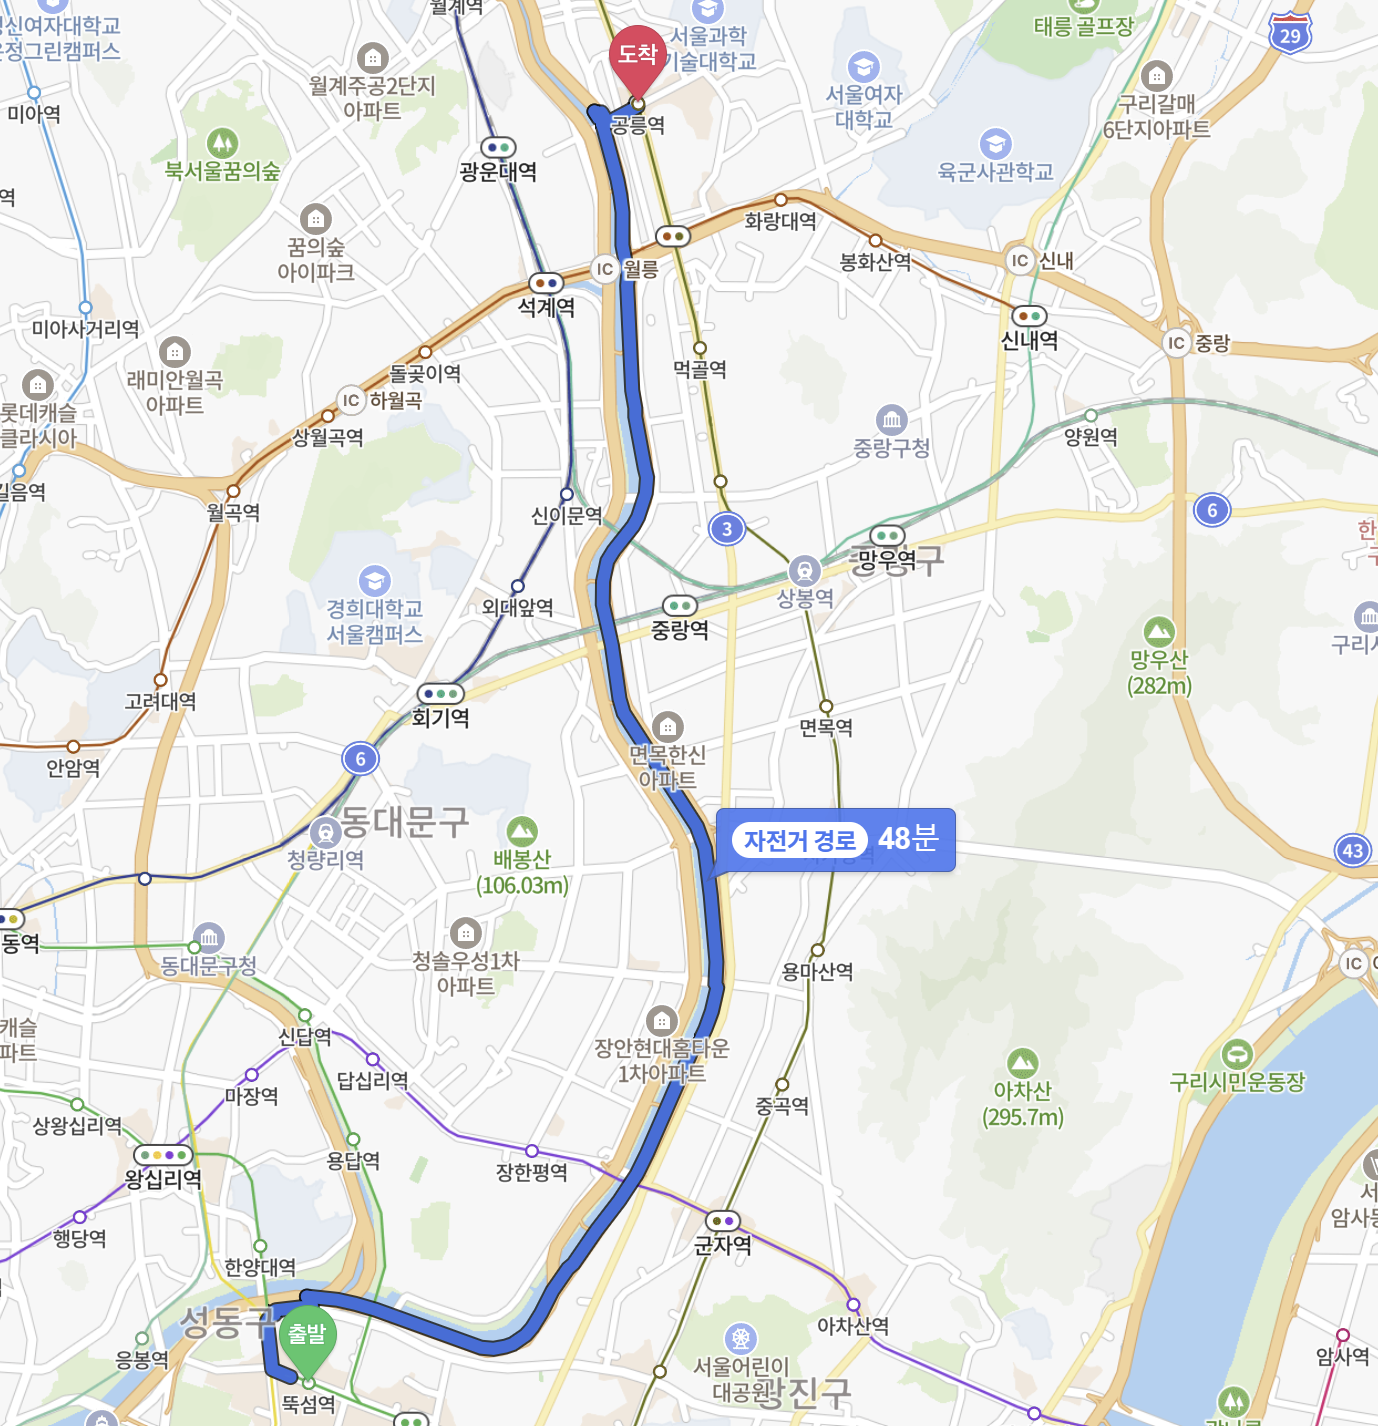 월계역
성신여자대학교
운정그린캠퍼스
월계주공2단지
아파트
도착
서울과학
기술대학교
태릉 골프장
29
미아역
서울여자
대학교
구리갈매
6단지아파트
공릉역
북서울꿈의숲
광운대역
육군사관학교
역
꿈의숲
아이파크
화랑대역
봉화산역
IC 신내
IC 월릉
석계역
미아사거리역
신내역
IC 중랑
래미안월곡
아파트
돌곶이역
먹골역
롯데캐슬
클라시아
IC 하월곡
상월곡역
중랑구청
양원역
길음역
월곡역
신이문역
3
6
한
구
망우역
중랑구
상봉역
경희대학교
서울캠퍼스
외대앞역
중랑역
구리시
망우산
(282m)
고려대역
회기역
면목역
안암역
6
면목한신
아파트
동대문구
자전거 경로 48분
청량리역
배봉산
(106.03m)
43
동역
동대문구청
청솔우성1차
아파트
용마산역
IC
캐슬
파트
신답역
장안현대홈타운
1차아파트
답십리역
마장역
아차산
(295.7m)
구리시민운동장
상왕십리역
중곡역
용답역
왕십리역
장한평역
서
암사동
행당역
군자역
한양대역
성동구
출발
아차산역
응봉역
서울어린이
대공원
광진구
암사역
뚝섬역